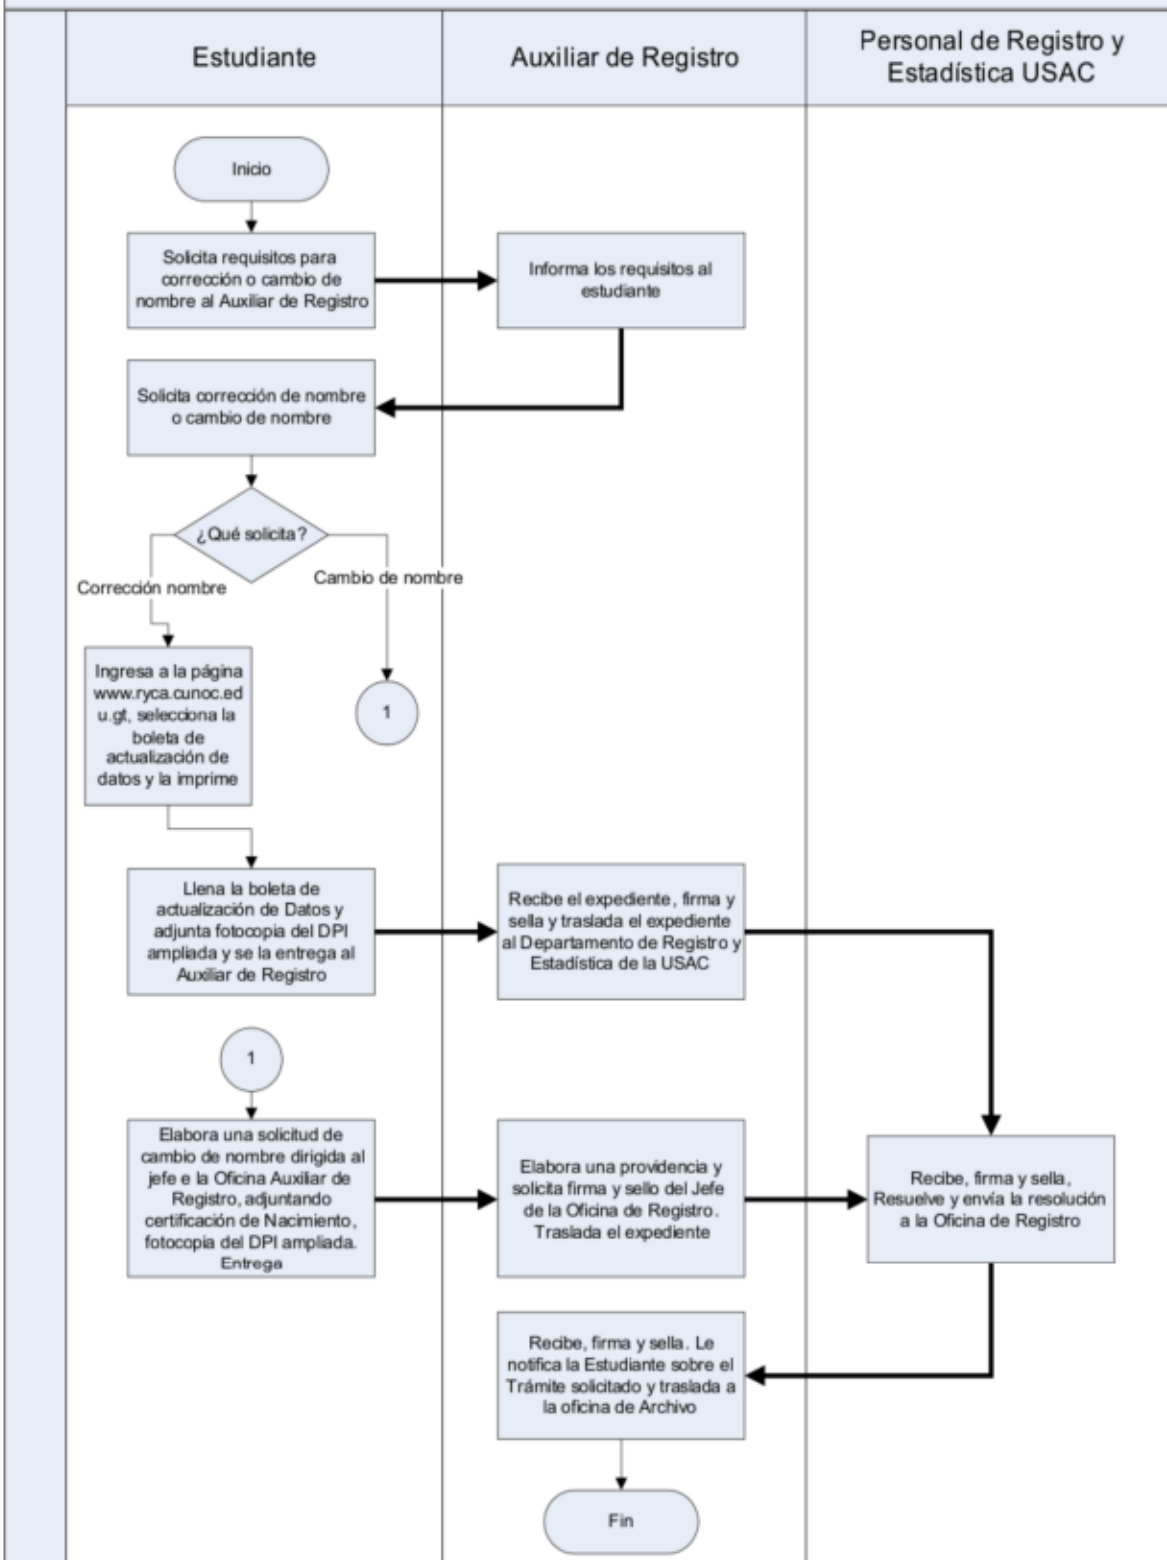 Estudiante
Auxiliar de Registro
Personal de Registro y
Estadística USAC
Inicio
Solicita requisitos para
corrección o cambio de
nombre al Auxiliar de Registro
Informa los requisitos al
estudiante
Solicita corrección de nombre
o cambio de nombre
¿Qué solicita?
Corrección nombre
Cambio de nombre
Ingresa a la página
www.ryca.cunoc.ed
u.gt, selecciona la
boleta de
actualización de
datos y la imprime
1
Llena la boleta de
actualización de Datos y
adjunta fotocopia del DPI
ampliada y se la entrega al
Auxiliar de Registro
Recibe el expediente, firma y
sella y traslada el expediente
al Departamento de Registro y
Estadística de la USAC
1
Elabora una solicitud de
cambio de nombre dirigida al
jefe e la Oficina Auxiliar de
Registro, adjuntando
certificación de Nacimiento,
fotocopia del DPI ampliada.
Entrega
Elabora una providencia y
solicita firma y sello del Jefe
de la Oficina de Registro.
Traslada el expediente
Recibe, firma y sella,
Resuelve y envía la resolución
a la Oficina de Registro
Recibe, firma y sella. Le
notifica la Estudiante sobre el
Trámite solicitado y traslada a
la oficina de Archivo
Fin